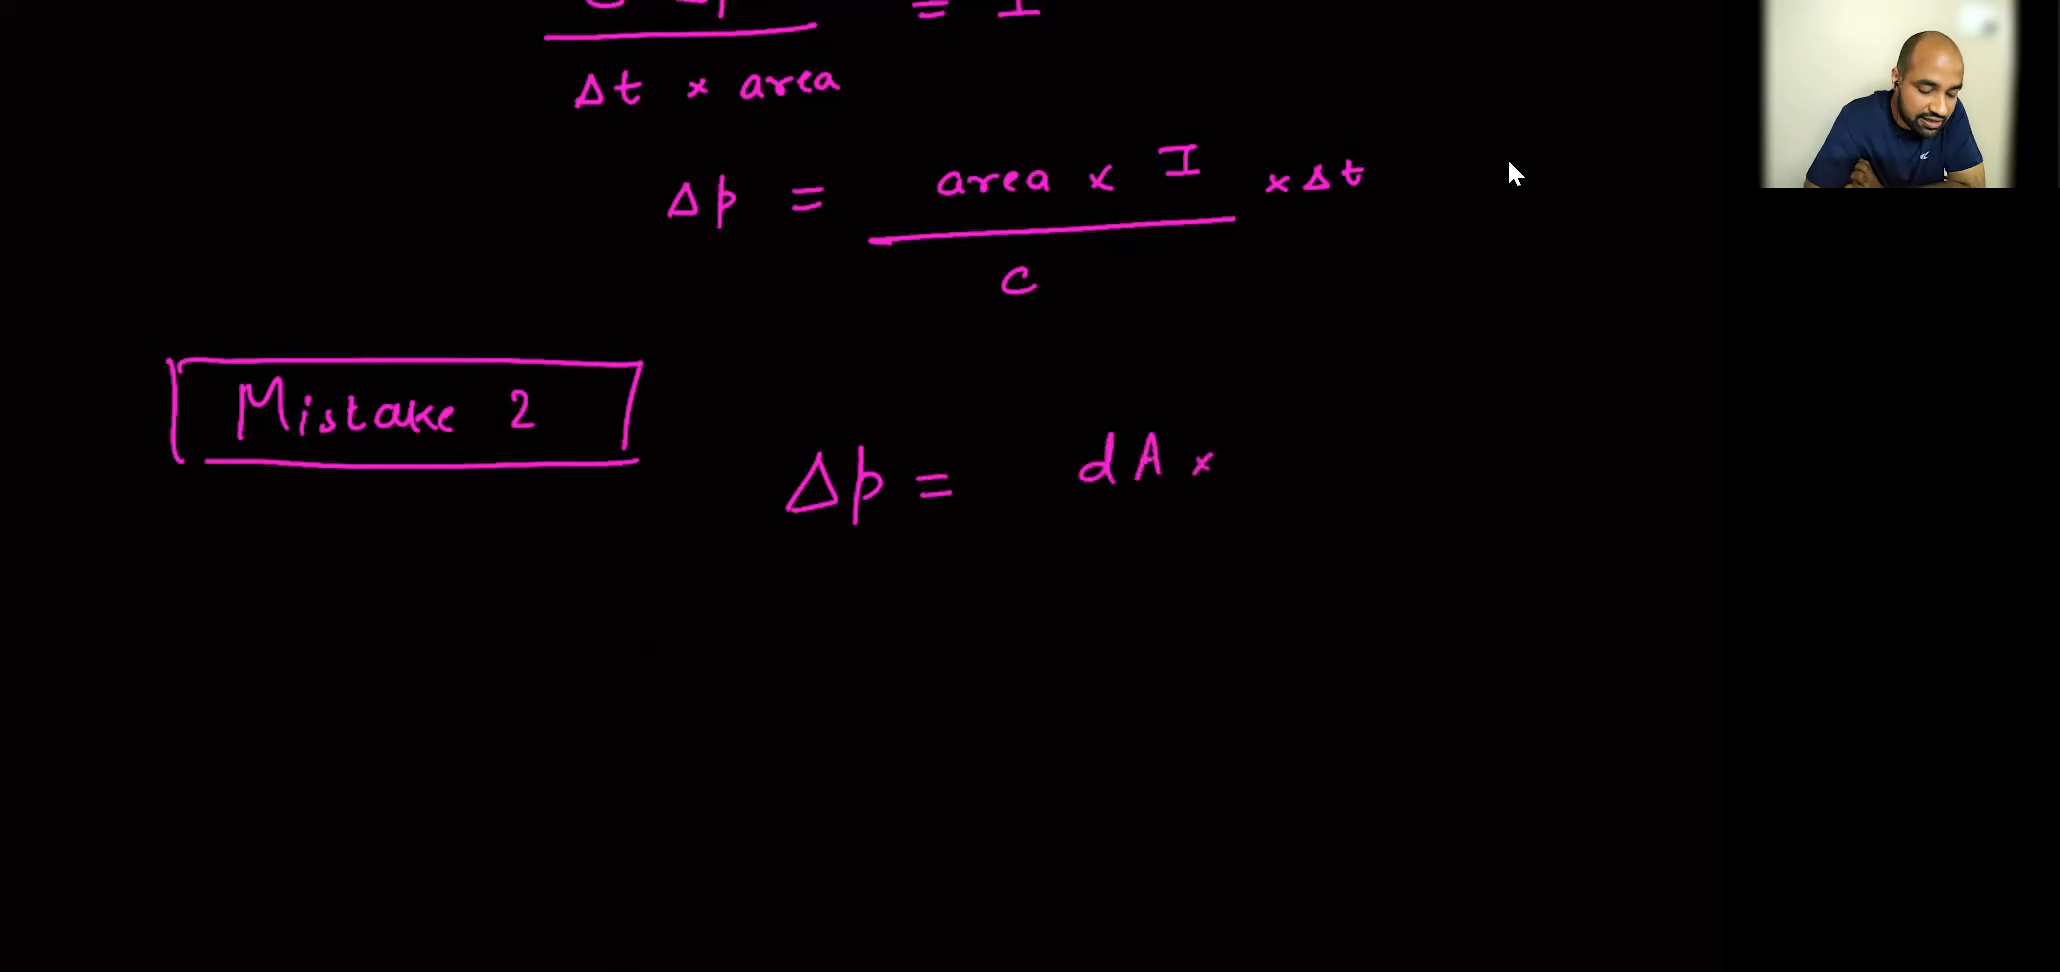 = I
Δt × area
Δp = area × I × Δt
c
Mistake 2
Δp = dA ×